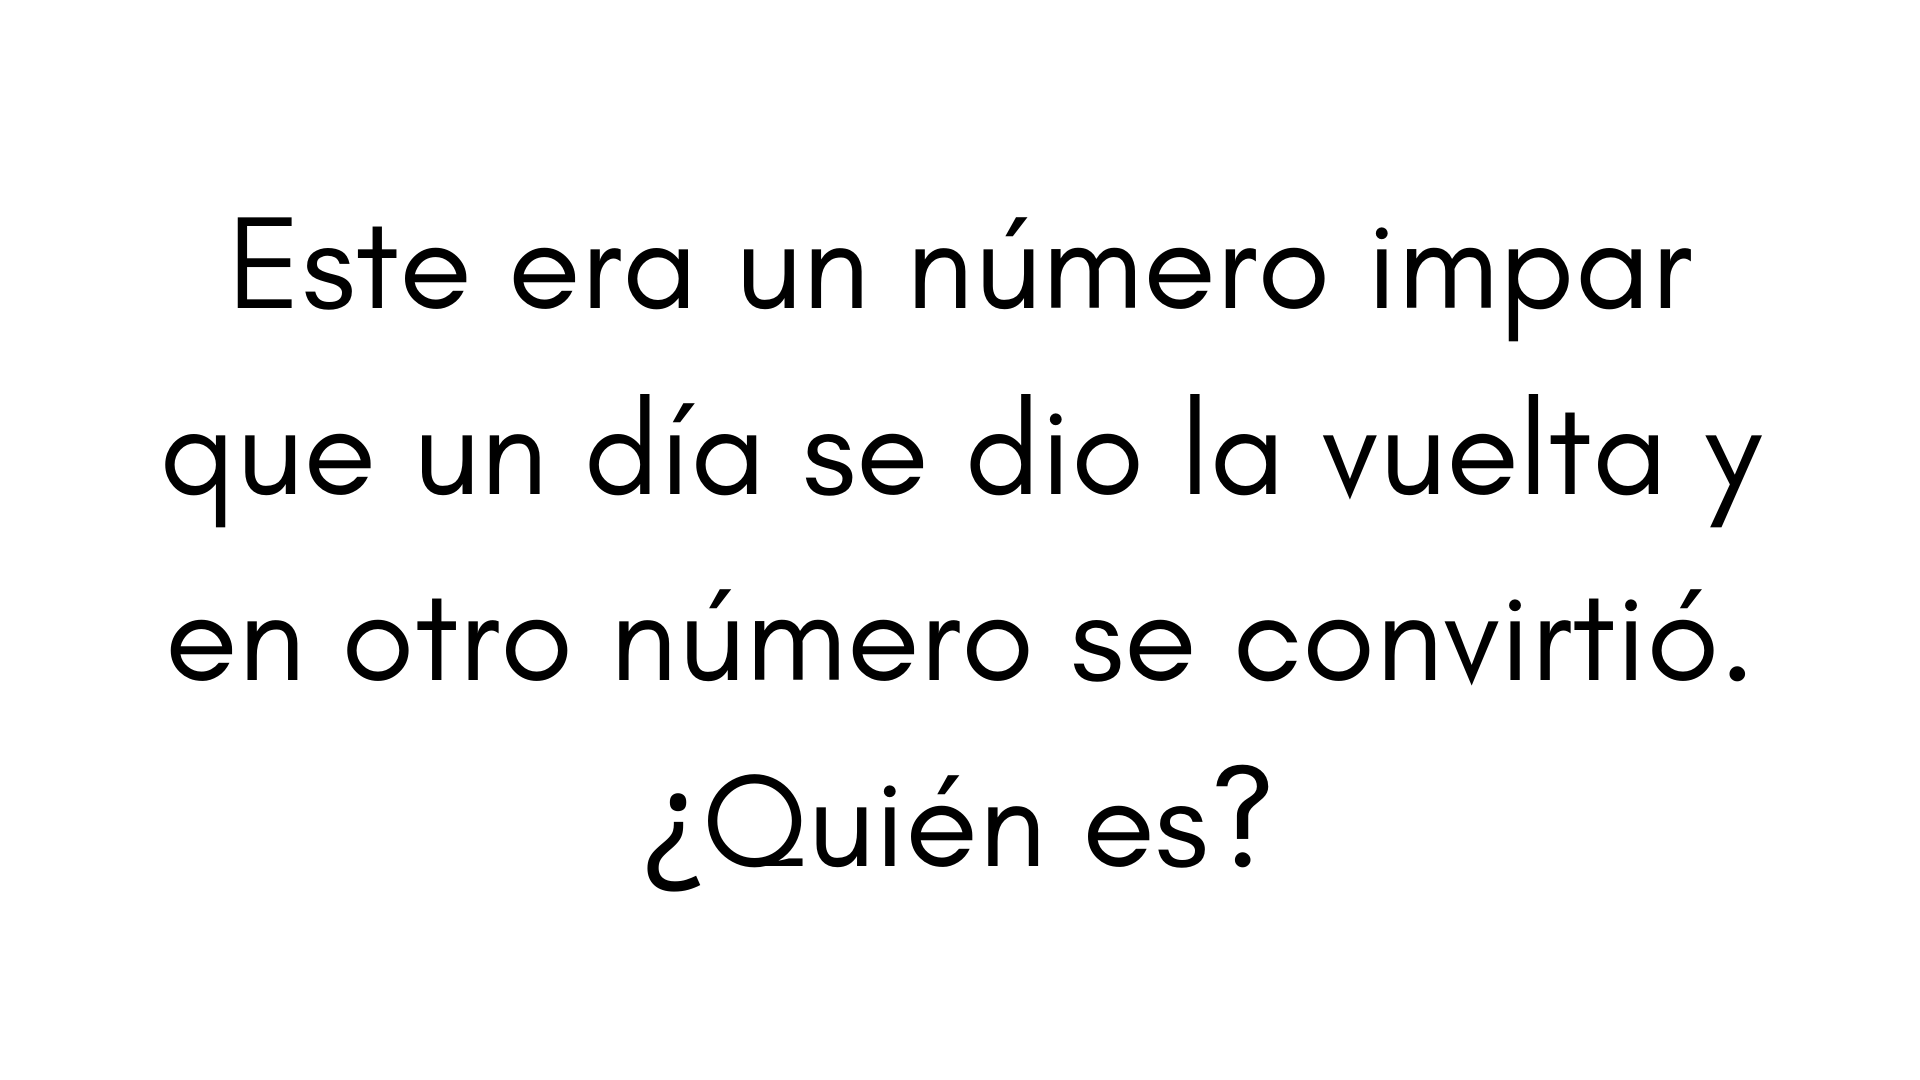 Este era un número impar
que un día se dio la vuelta y
en otro número se convirtió.
¿Quién es?